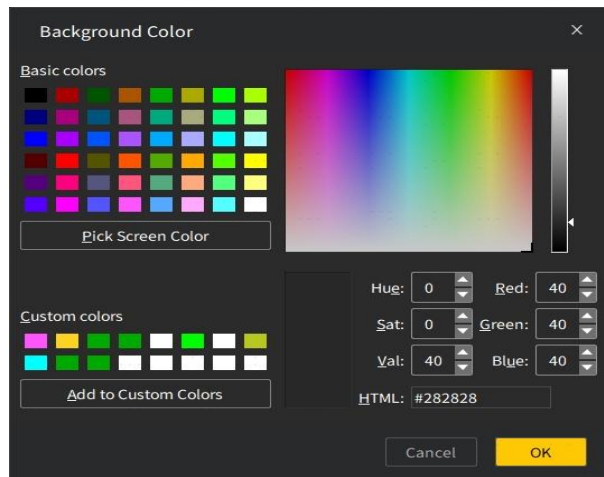 Background Color ×
Basic colors
Pick Screen Color
Hue: 0 Red: 40
Custom colors
Sat: 0 Green: 40
Val: 40 Blue: 40
Add to Custom Colors
HTML: #282828
Cancel OK